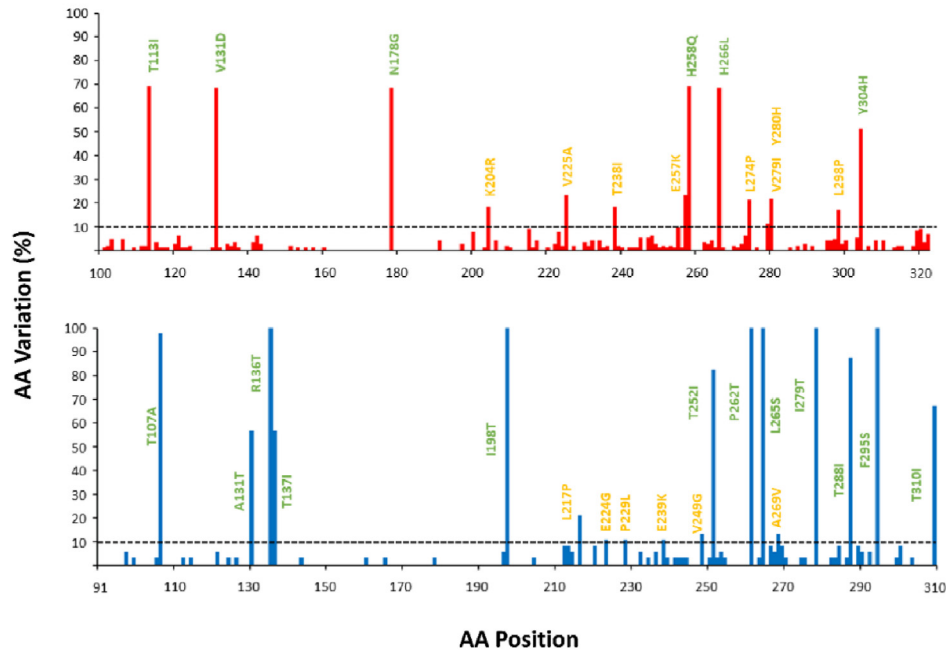 100
90
80
70
60
50
40
30
20
10
T113I
V131D
N178G
K204R
V225A
T238I
E257K
H258Q
H266L
L274P
V279I Y280H
L298P
Y304H
100 120 140 160 180 200 220 240 260 280 300 320
AA Variation (%)
100
90
80
70
60
50
40
30
20
10
0
T107A
A131T
R136T
T137I
I198T
L217P
E224G
P229L
E239K
V249G
T252I
P262T
L265S
A269V
I279T
T288I
F295S
T310I
91 110 130 150 170 190 210 230 250 270 290 310
AA Position